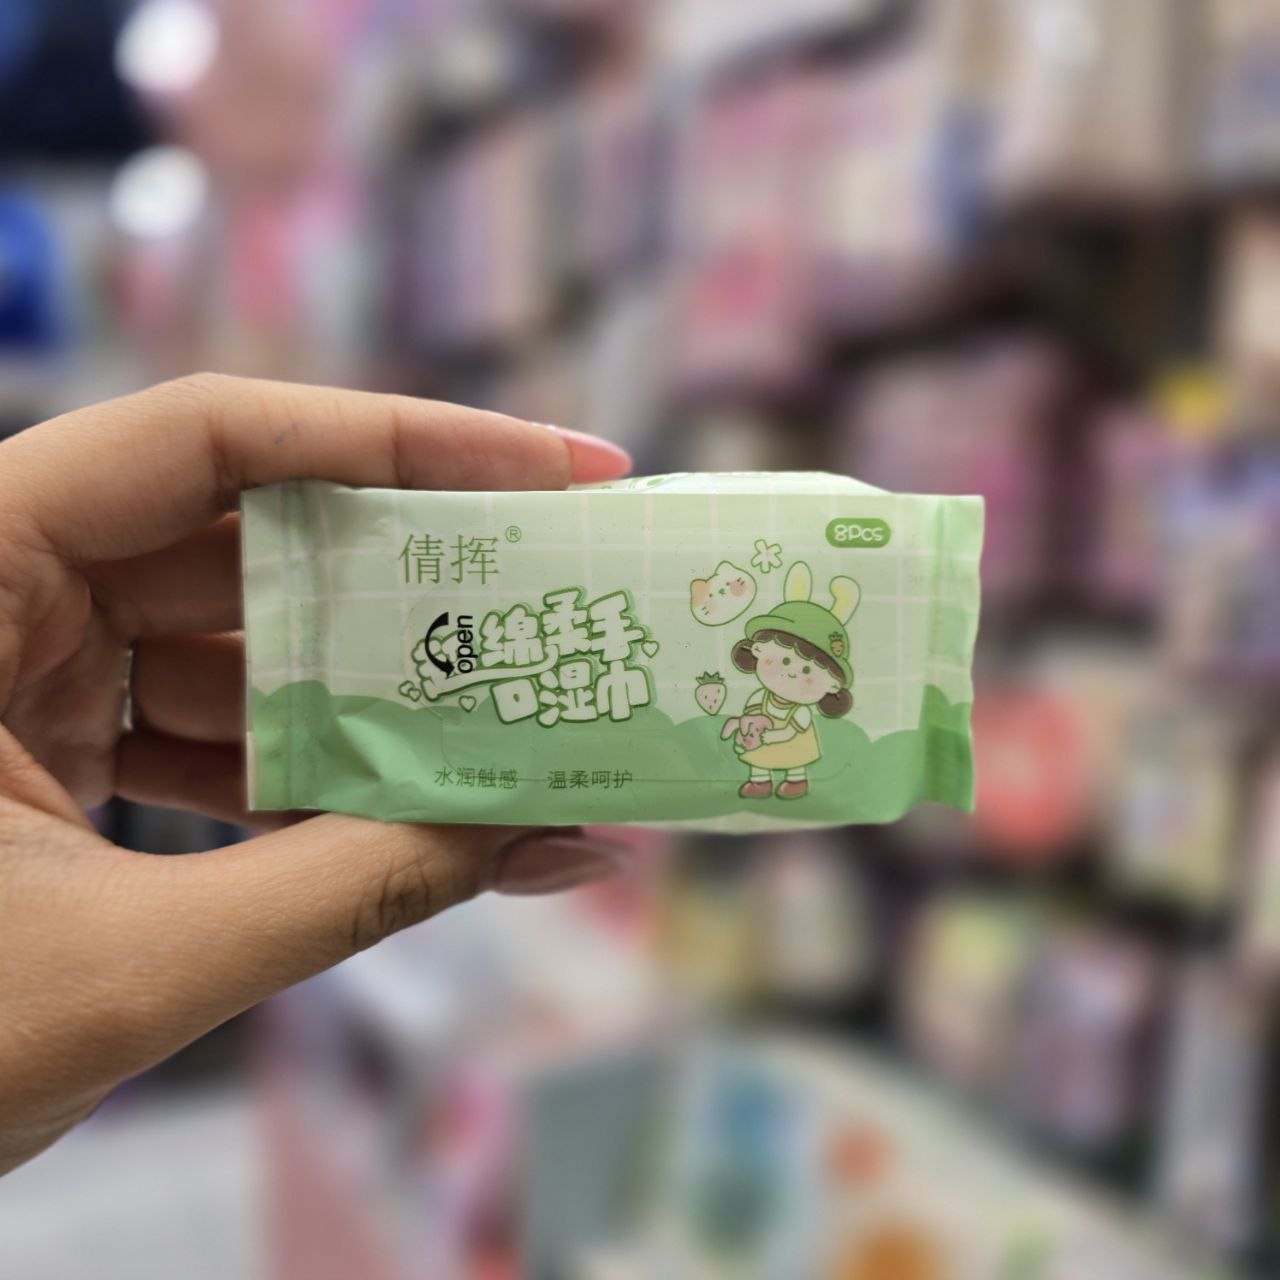 倩挥®
8pcs
open
绵柔手
口湿巾
水润触感 温柔呵护